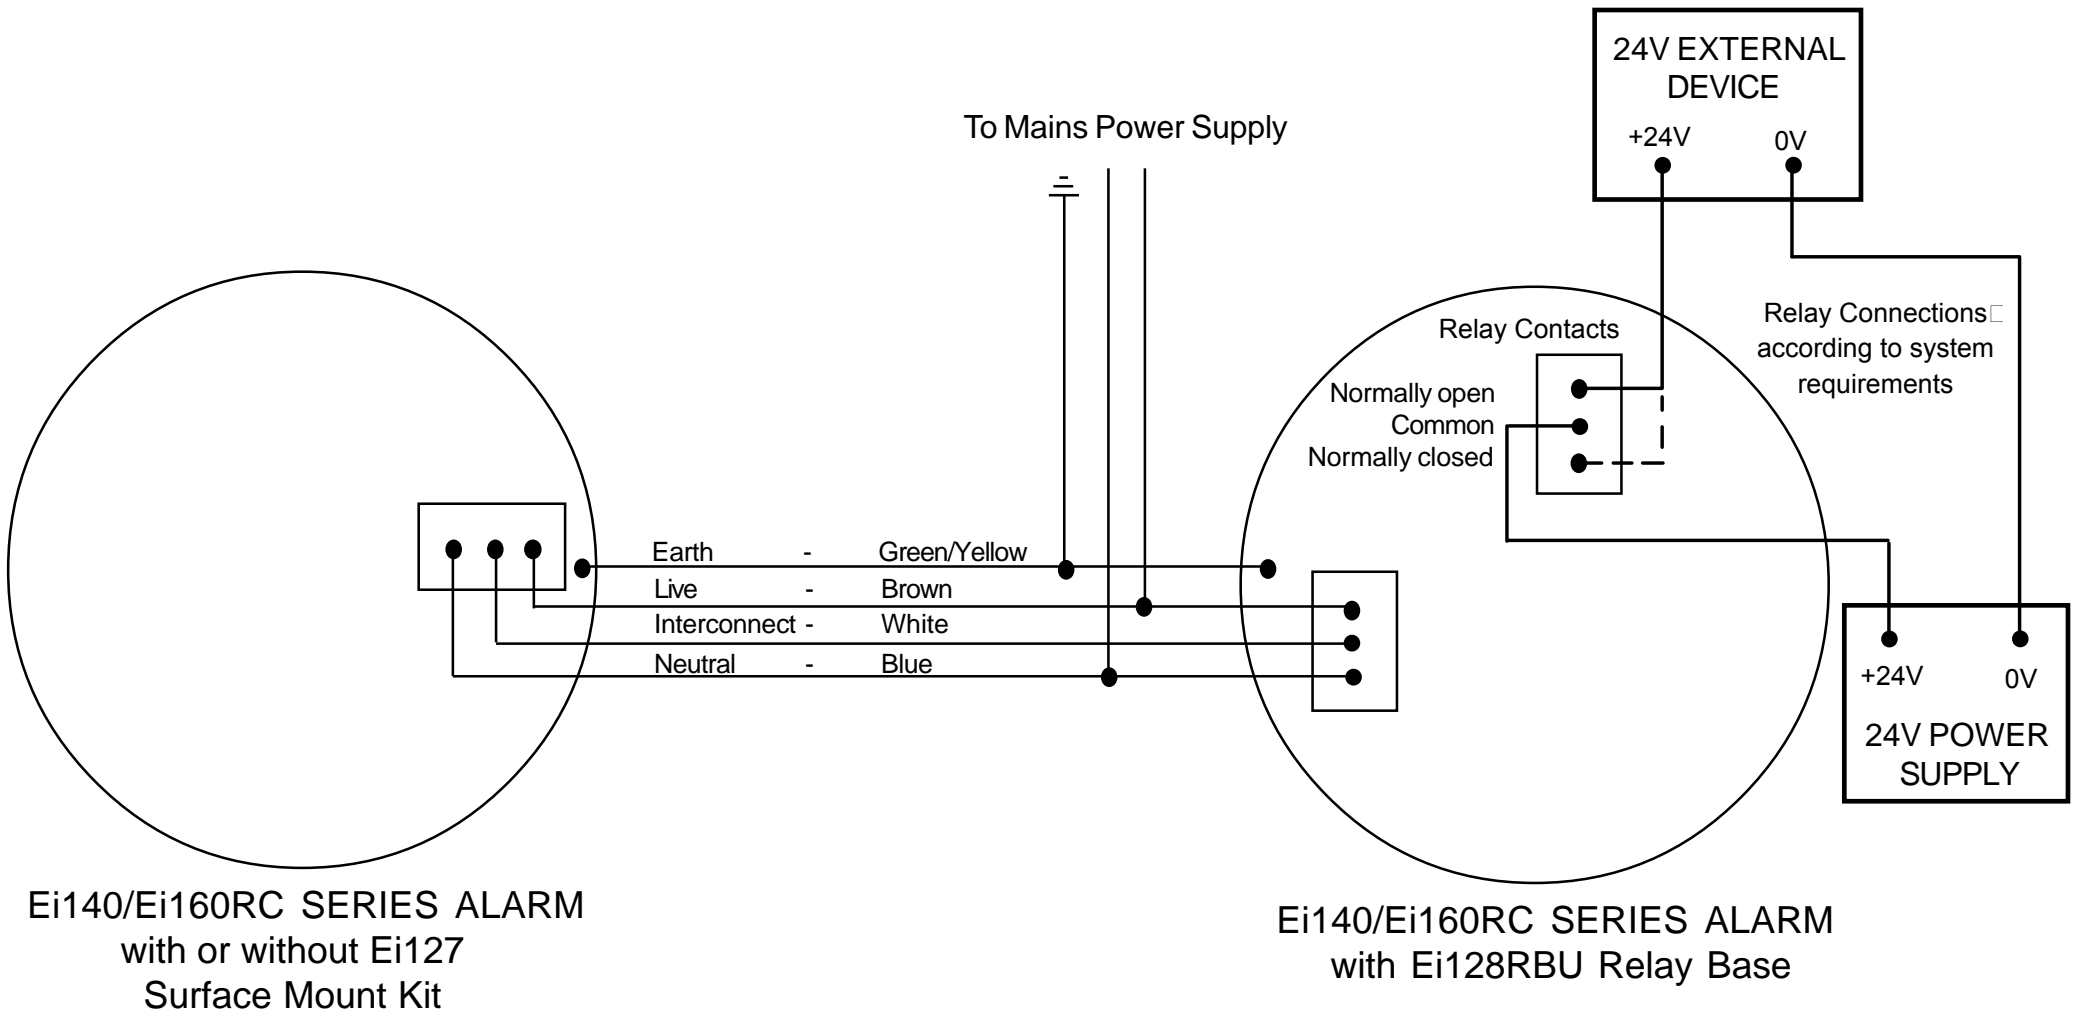 24V EXTERNAL
DEVICE
+24V 0V
To Mains Power Supply
Relay Connections
according to system
requirements
Relay Contacts
Normally open
Common
Normally closed
Earth - Green/Yellow
Live - Brown
Interconnect - White
Neutral - Blue
+24V 0V
24V POWER
SUPPLY
Ei140/Ei160RC SERIES ALARM
with or without Ei127
Surface Mount Kit
Ei140/Ei160RC SERIES ALARM
with Ei128RBU Relay Base